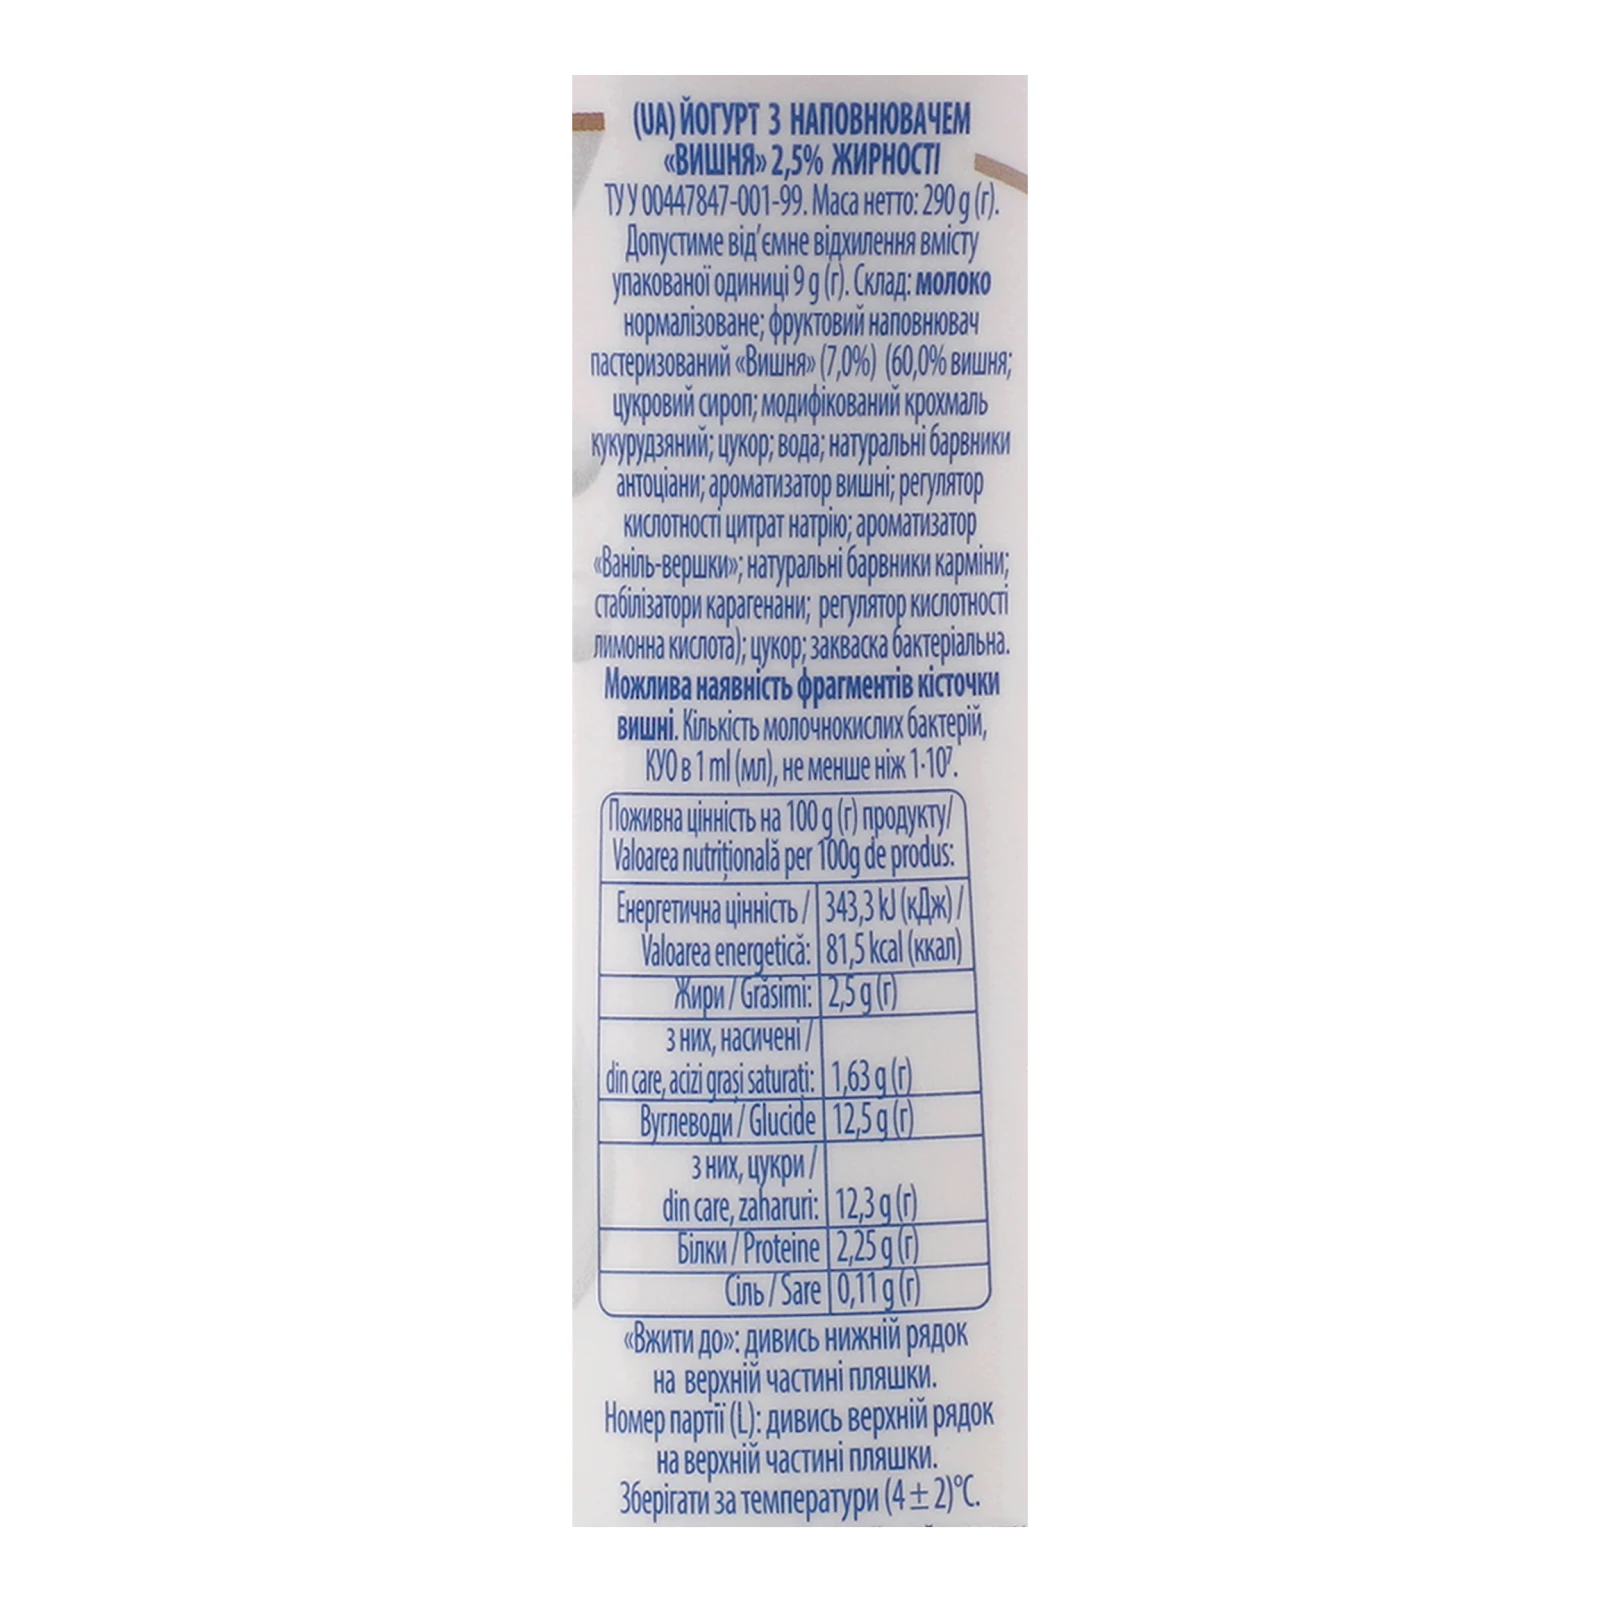 (UA) ЙОГУРТ З НАПОВНЮВАЧЕМ
«ВИШНЯ» 2,5% ЖИРНОСТІ
ТУ У 00447847-001-99. Маса нетто: 290 g (г).
Допустиме від'ємне відхилення вмісту
упакованої одиниці 9 g (г). Склад: молоко
нормалізоване; фруктовий наповнювач
пастеризований «Вишня» (7,0%) (60,0% вишня;
цукровий сироп; модифікований крохмаль
кукурудзяний; цукор; вода; натуральні барвники
антоціани; ароматизатор вишні; регулятор
кислотності цитрат натрію; ароматизатор
«Ваніль-вершки»; натуральні барвники карміни;
стабілізатори карагенани; регулятор кислотності
лимонна кислота); цукор; закваска бактеріальна.
Можлива наявність фрагментів кісточки
вишні. Кількість молочнокислих бактерій,
КУО в 1 ml (мл), не менше ніж 1·10⁷.
Поживна цінність на 100 g (г) продукту/
Valoarea nutrițională per 100g de produs:
Енергетична цінність / 343,3 kJ (кДж) /
Valoarea energetică: 81,5 kcal (ккал)
Жири / Grăsimi: 2,5 g (г)
з них, насичені /
din care, acizi grași saturați: 1,63 g (г)
Вуглеводи / Glucide 12,5 g (г)
з них, цукри /
din care, zaharuri: 12,3 g (г)
Білки / Proteine 2,25 g (г)
Сіль / Sare 0,11 g (г)
«Вжити до»: дивись нижній рядок
на верхній частині пляшки.
Номер партії (L): дивись верхній рядок
на верхній частині пляшки.
Зберігати за температури (4 ± 2)°C.